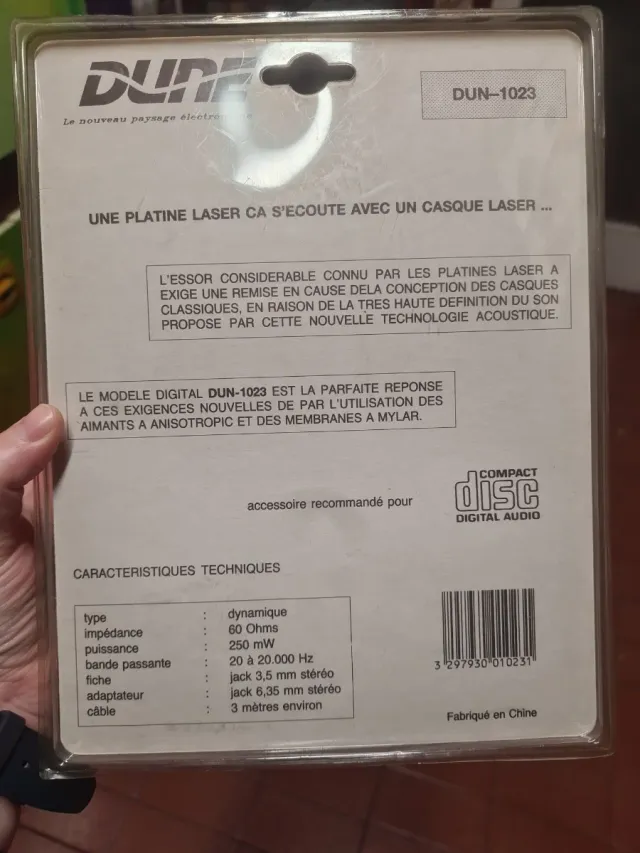 DUNE
Le nouveau paysage
DUN-1023
UNE PLATINE LASER CA S'ECOUTE AVEC UN CASQUE LASER ...
L'ESSOR CONSIDERABLE CONNU PAR LES PLATINES LASER A
EXIGE UNE REMISE EN CAUSE DELA CONCEPTION DES CASQUES
CLASSIQUES, EN RAISON DE LA TRES HAUTE DEFINITION DU SON
PROPOSE PAR CETTE NOUVELLE TECHNOLOGIE ACOUSTIQUE.
LE MODELE DIGITAL DUN-1023 EST LA PARFAITE REPONSE
A CES EXIGENCES NOUVELLES DE PAR L'UTILISATION DES
AIMANTS A ANISOTROPIC ET DES MEMBRANES A MYLAR.
accessoire recommandé pour
COMPACT
disc
DIGITAL AUDIO
CARACTERISTIQUES TECHNIQUES
type : dynamique
impédance : 60 Ohms
puissance : 250 mW
bande passante : 20 à 20.000 Hz
fiche : jack 3,5 mm stéréo
adaptateur : jack 6,35 mm stéréo
câble : 3 mètres environ
3 297930 010231
Fabriqué en Chine